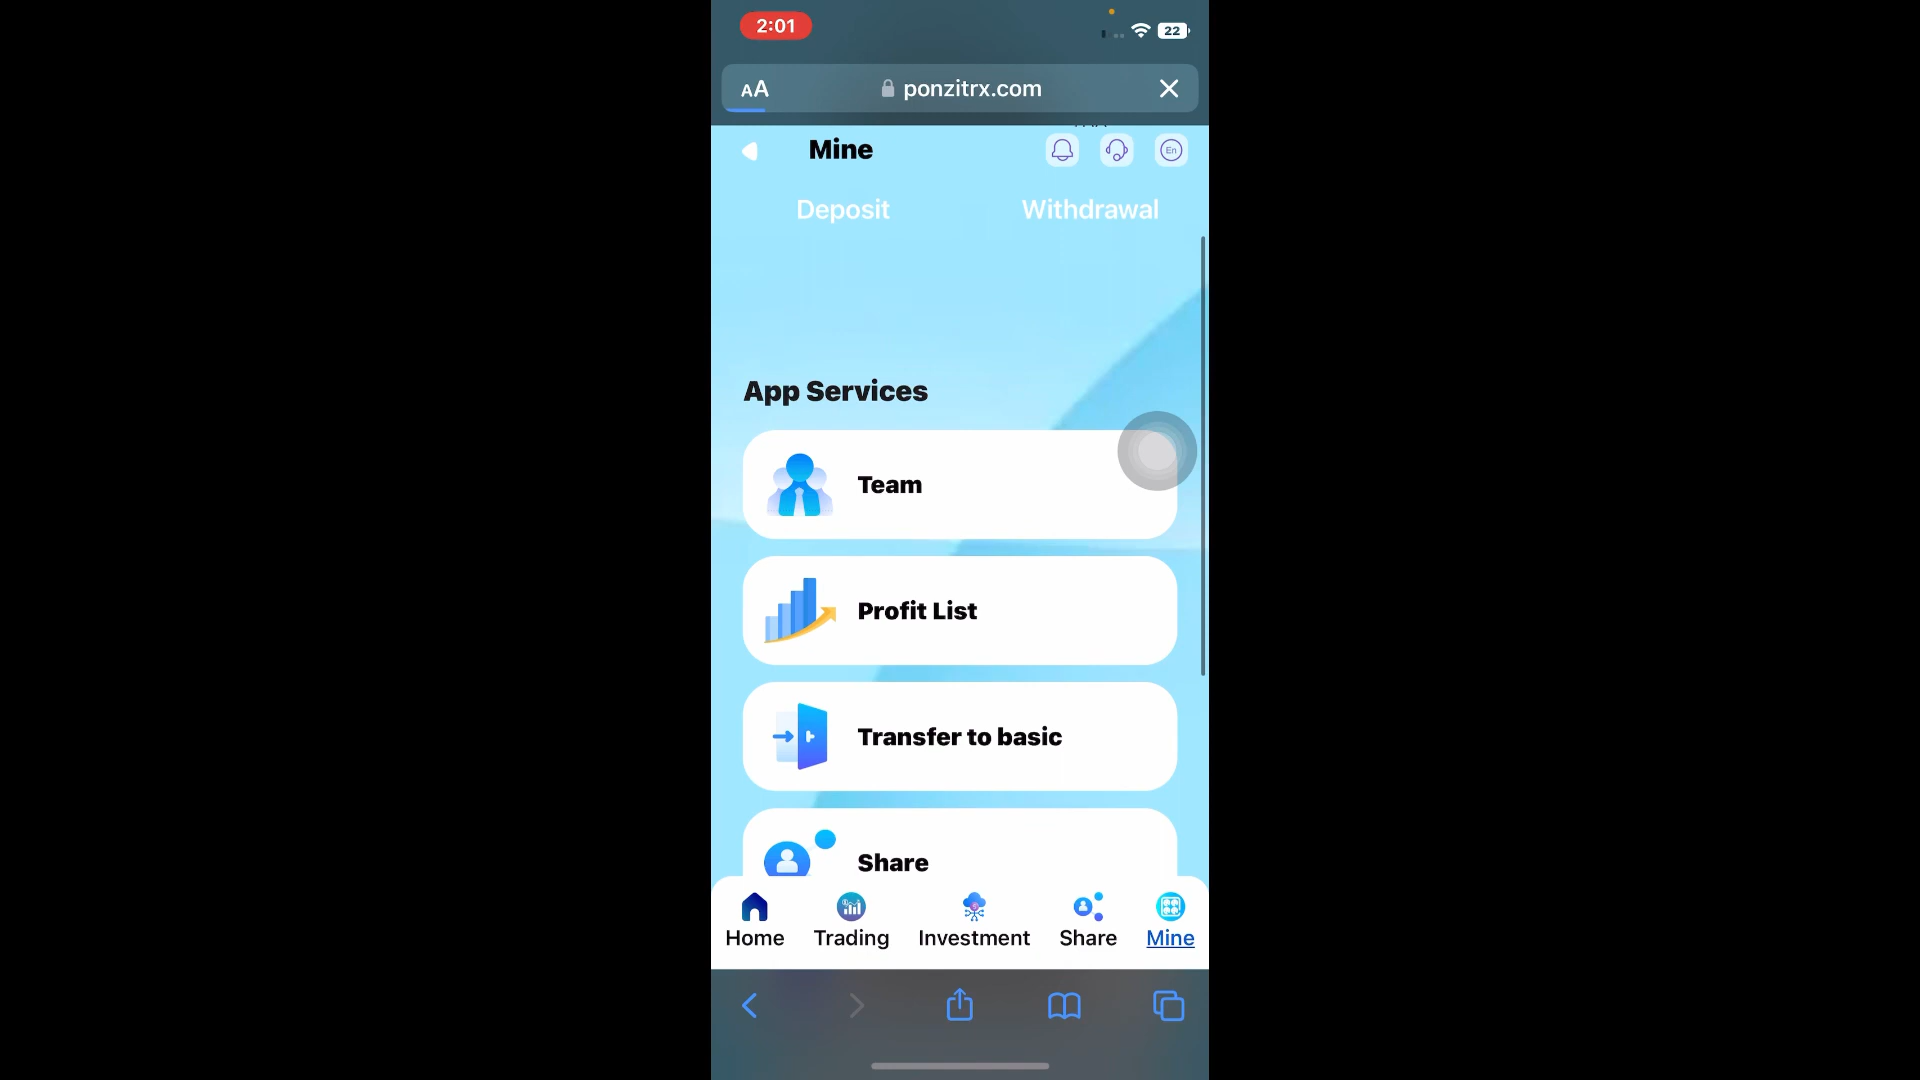 2:01
22
AA
ponzitrx.com
Mine
En
Deposit
Withdrawal
App Services
Team
Profit List
Transfer to basic
Share
Home
Trading
Investment
Share
Mine